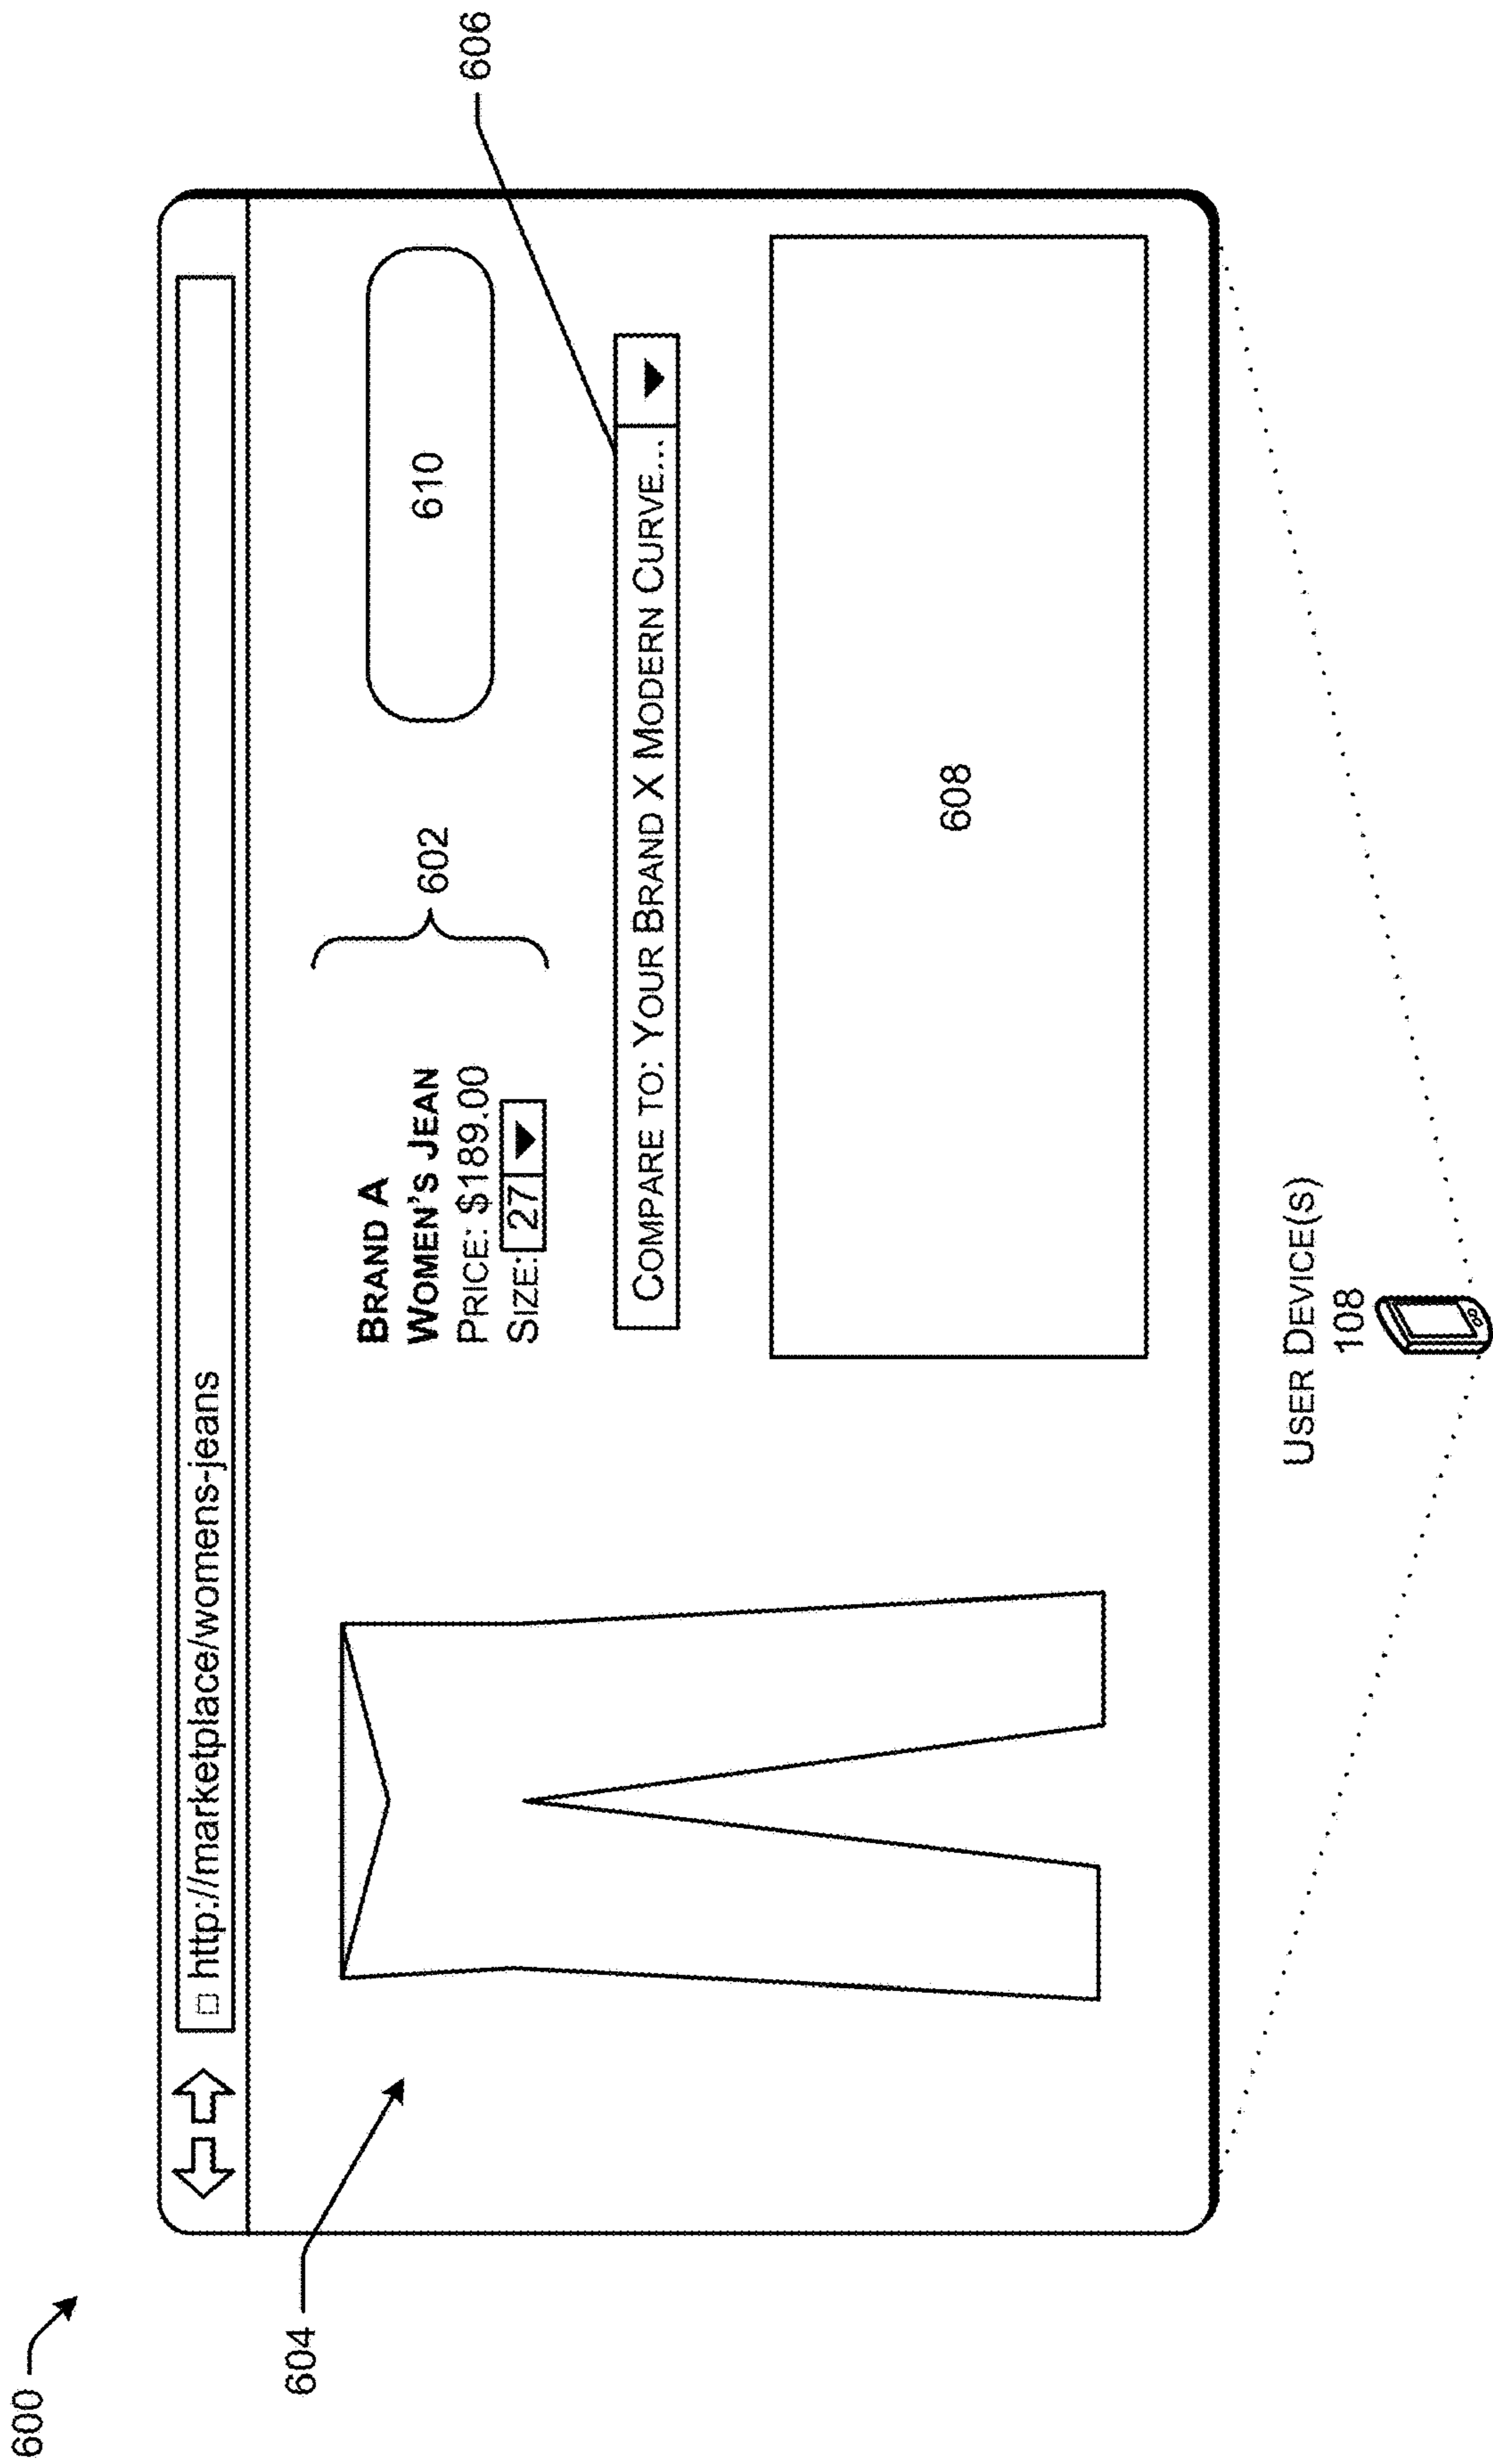 600
http://marketplace/womens-jeans
604
BRAND A
WOMEN'S JEAN
PRICE: $189.00
SIZE: 27
602
610
606
COMPARE TO: YOUR BRAND X MODERN CURVE...
608
USER DEVICE(S)
108